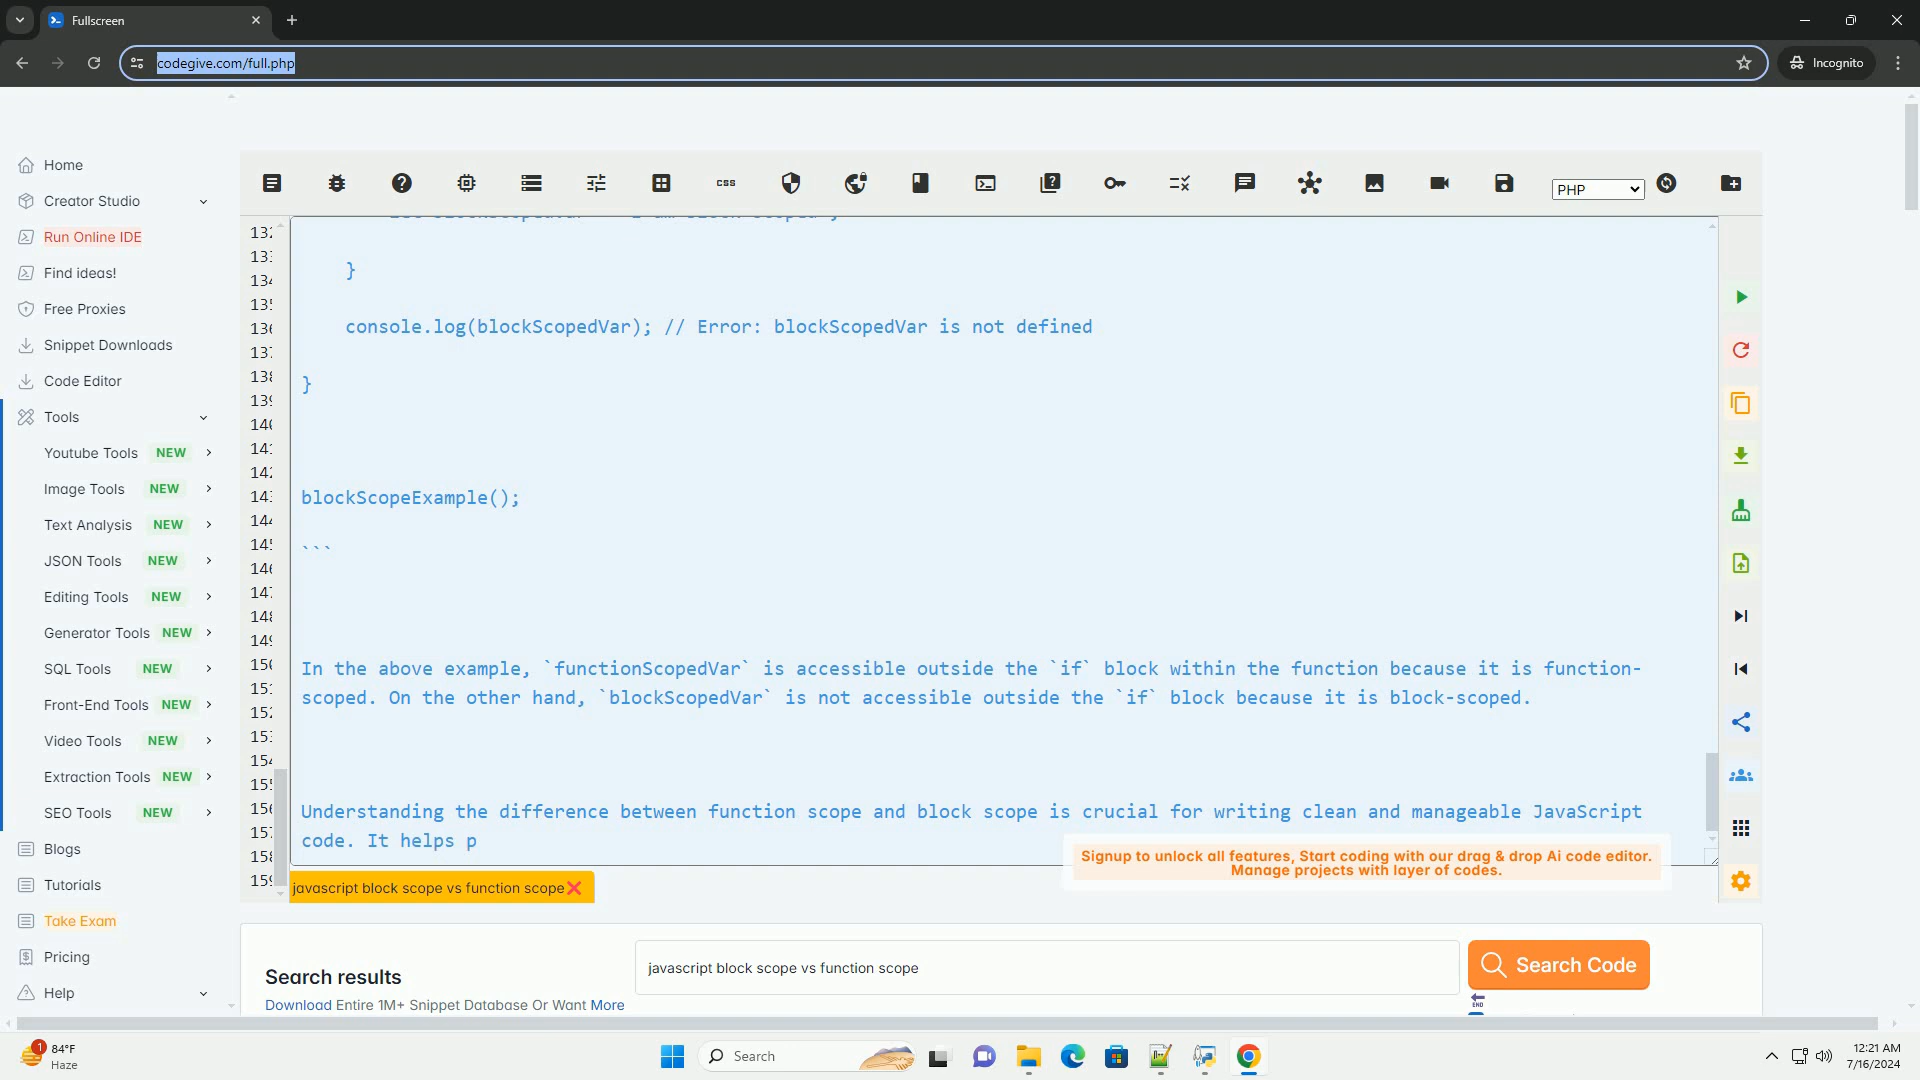 Fullscreen
codegive.com/full.php
Incognito
Home
Creator Studio
Run Online IDE
Find ideas!
Free Proxies
Snippet Downloads
Code Editor
Tools
Youtube Tools NEW
Image Tools NEW
Text Analysis NEW
JSON Tools NEW
Editing Tools NEW
Generator Tools NEW
SQL Tools NEW
Front-End Tools NEW
Video Tools NEW
Extraction Tools NEW
SEO Tools NEW
Blogs
Tutorials
Take Exam
Pricing
Help
css
PHP
}
console.log(blockScopedVar); // Error: blockScopedVar is not defined
}
blockScopeExample();
```
In the above example, `functionScopedVar` is accessible outside the `if` block within the function because it is function-
scoped. On the other hand, `blockScopedVar` is not accessible outside the `if` block because it is block-scoped.
Understanding the difference between function scope and block scope is crucial for writing clean and manageable JavaScript
code. It helps p
Signup to unlock all features, Start coding with our drag & drop Ai code editor.
Manage projects with layer of codes.
javascript block scope vs function scope
Search results
Download Entire 1M+ Snippet Database Or Want More
javascript block scope vs function scope
Search Code
END
1
84°F
Haze
Search
12:21 AM
7/16/2024